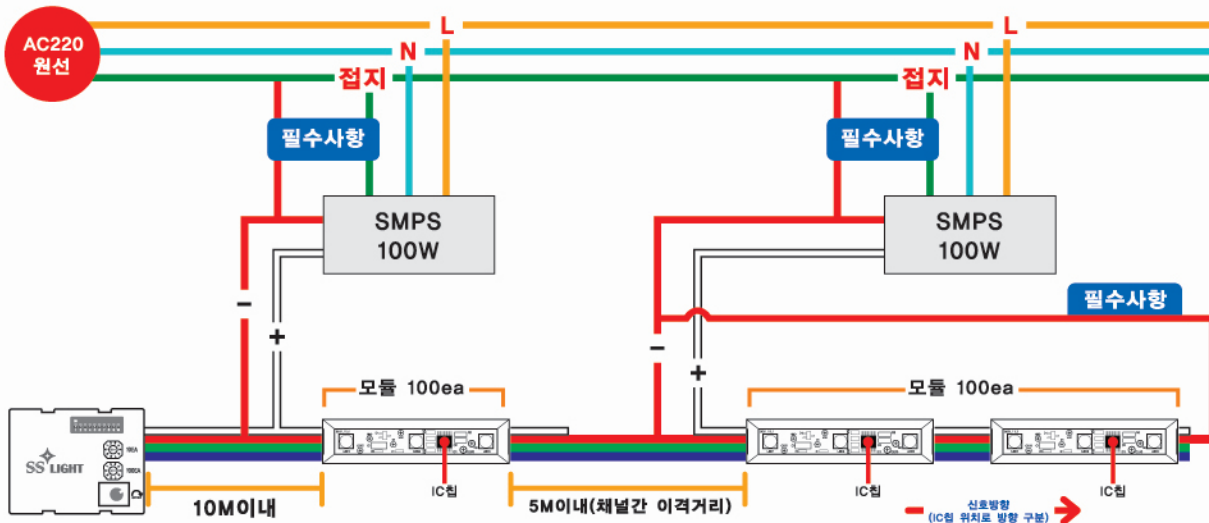 AC220
원선
L
N
접지
L
N
접지
필수사항
필수사항
SMPS
100W
SMPS
100W
필수사항
−
+
−
+
모듈 100ea
모듈 100ea
SS LIGHT
IC칩
IC칩
IC칩
10M이내
5M이내(채널간 이격거리)
신호방향
(IC칩 위치로 방향 구분)